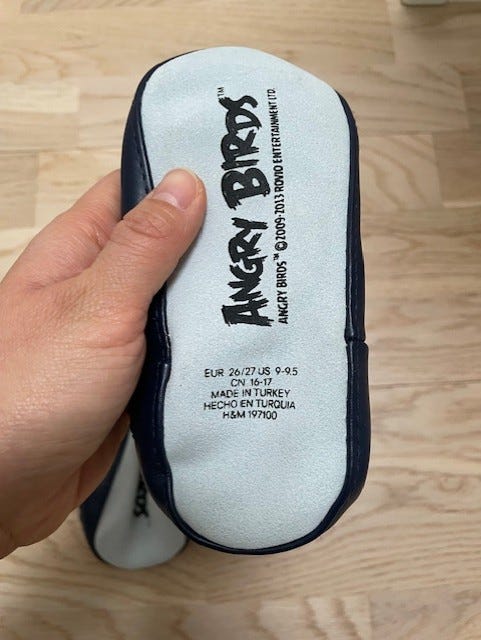 ANGRY BIRDS™
ANGRY BIRDS™ ©2009-2013 ROVIO ENTERTAINMENT LTD.
EUR 26/27 US 9-9.5
CN 16-17
MADE IN TURKEY
HECHO EN TURQUIA
H&M 197100